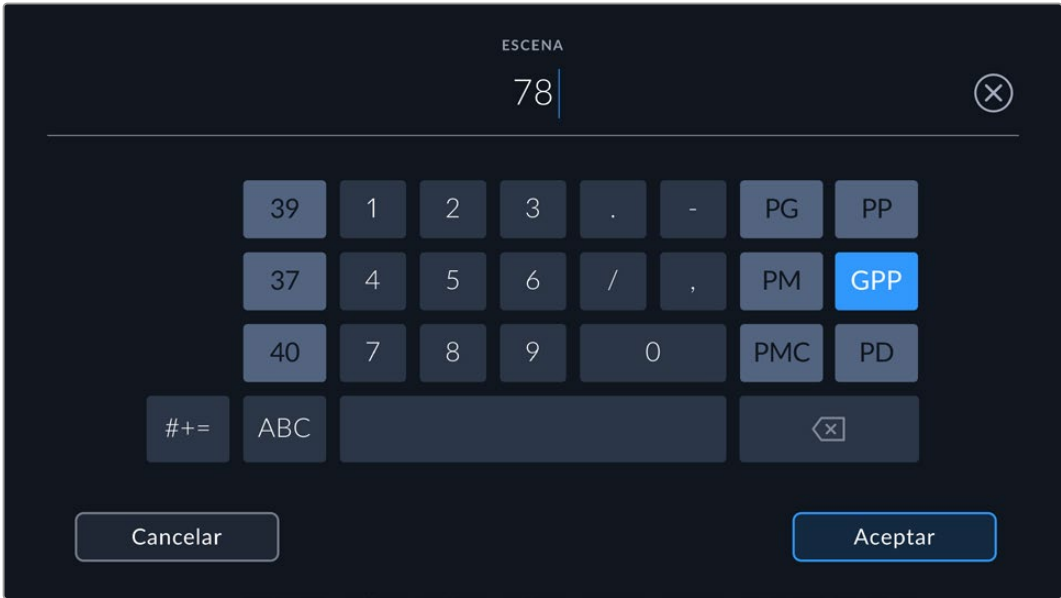 ESCENA
78
39 1 2 3 . - PG PP
37 4 5 6 / , PM GPP
40 7 8 9 0 PMC PD
#+= ABC
Cancelar Aceptar